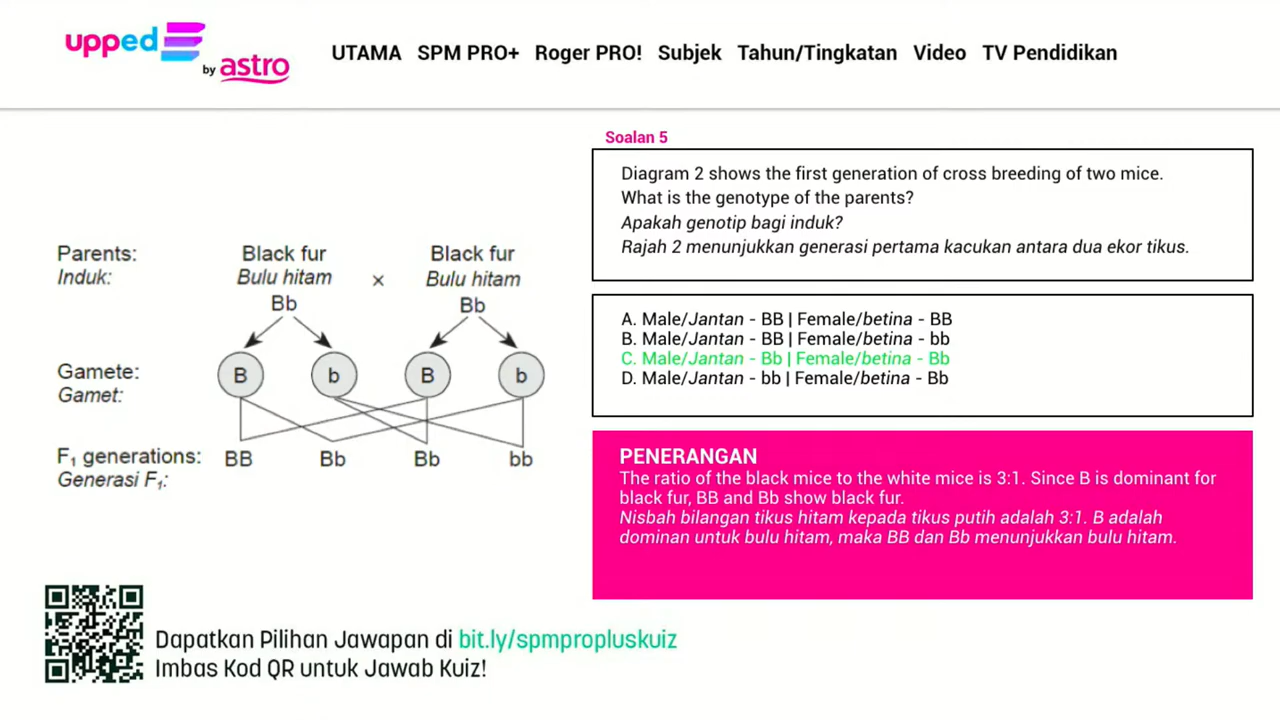 upped
by astro
UTAMA SPM PRO+ Roger PRO! Subjek Tahun/Tingkatan Video TV Pendidikan
Soalan 5
Diagram 2 shows the first generation of cross breeding of two mice.
What is the genotype of the parents?
Apakah genotip bagi induk?
Rajah 2 menunjukkan generasi pertama kacukan antara dua ekor tikus.
Parents: Black fur Black fur
Induk: Bulu hitam × Bulu hitam
Bb Bb
Gamete: B b B b
Gamet:
F₁ generations: BB Bb Bb bb
Generasi F₁:
A. Male/Jantan - BB | Female/betina - BB
B. Male/Jantan - BB | Female/betina - bb
C. Male/Jantan - Bb | Female/betina - Bb
D. Male/Jantan - bb | Female/betina - Bb
PENERANGAN
The ratio of the black mice to the white mice is 3:1. Since B is dominant for
black fur, BB and Bb show black fur.
Nisbah bilangan tikus hitam kepada tikus putih adalah 3:1. B adalah
dominan untuk bulu hitam, maka BB dan Bb menunjukkan bulu hitam.
Dapatkan Pilihan Jawapan di bit.ly/spmpropluskuiz
Imbas Kod QR untuk Jawab Kuiz!